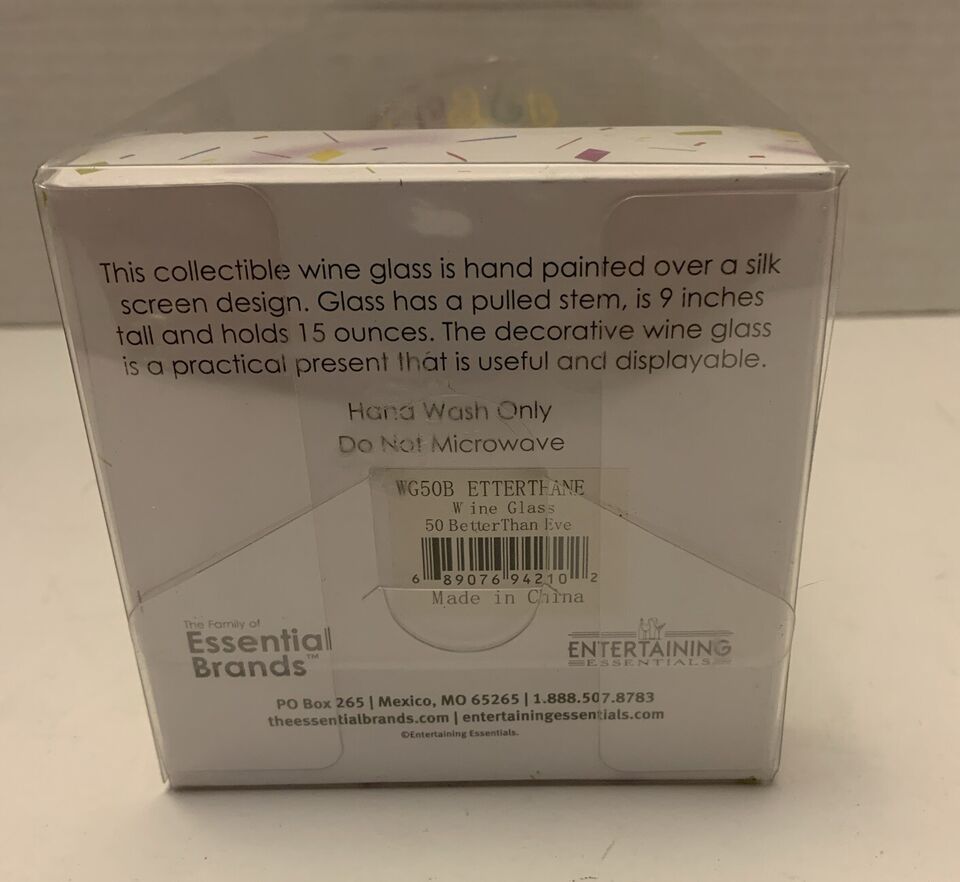 This collectible wine glass is hand painted over a silk
screen design. Glass has a pulled stem, is 9 inches
tall and holds 15 ounces. The decorative wine glass
is a practical present that is useful and displayable.
Hand Wash Only
Do Not Microwave
WG50B ETTERTHANE
Wine Glass
50 BetterThan Eve
6 89076 94210 2
Made in China
The Family of
Essential
Brands™
ENTERTAINING
ESSENTIALS
PO Box 265 | Mexico, MO 65265 | 1.888.507.8783
theessentialbrands.com | entertainingessentials.com
©Entertaining Essentials.